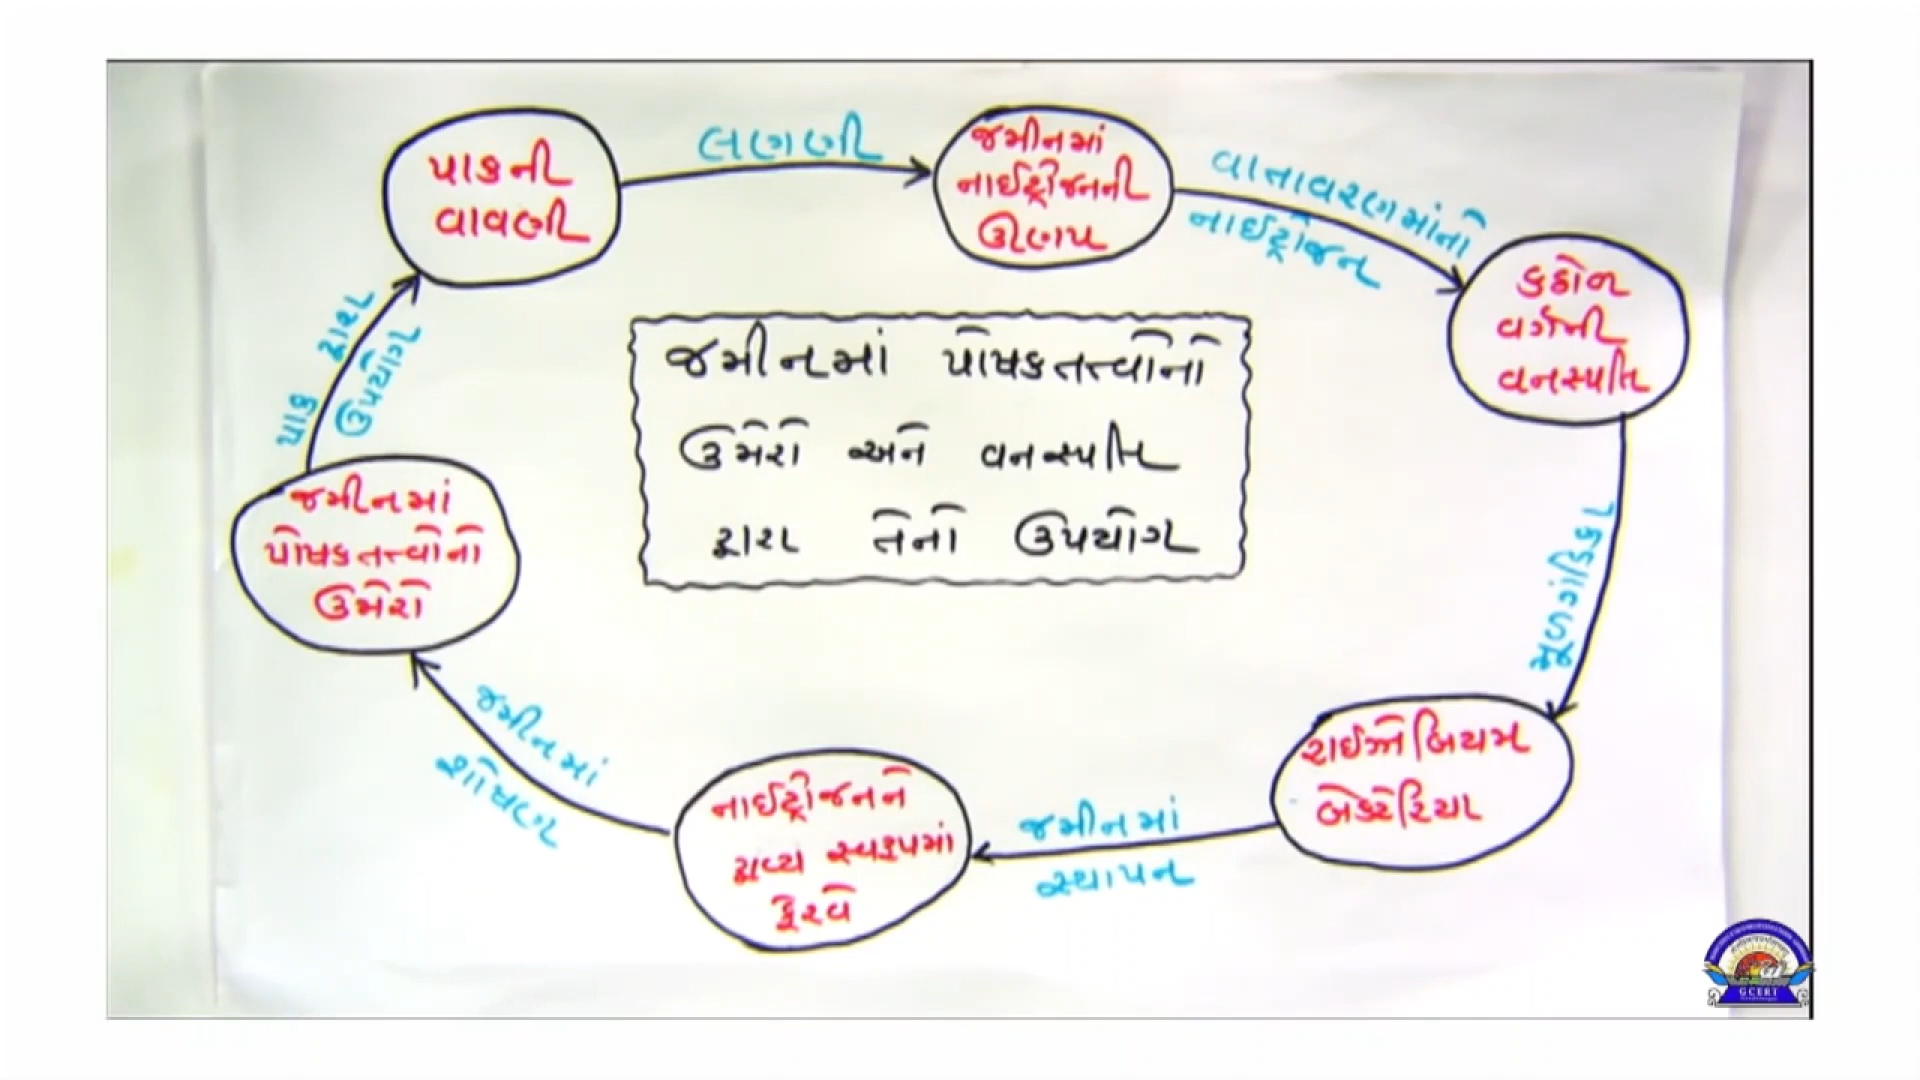 પાકની
વાવણી
લણણી
જમીનમાં
નાઈટ્રોજનની
ઊણપ
વાતાવરણમાંનો
નાઈટ્રોજન
કઠોળ
વર્ગની
વનસ્પતિ
મૂળગંડિકા
રાઈઝોબિયમ
બેક્ટેરિયા
જમીનમાં
સ્થાપન
નાઈટ્રોજનને
દ્રાવ્ય સ્વરૂપમાં
ફેરવે
જમીનમાં
શોષણ
જમીનમાં
પોષકતત્ત્વોનો
ઉમેરો
પાક દ્વારા
ઉપયોગ
જમીનમાં પોષકતત્ત્વોનો
ઉમેરો અને વનસ્પતિ
દ્વારા તેનો ઉપયોગ
GCERT